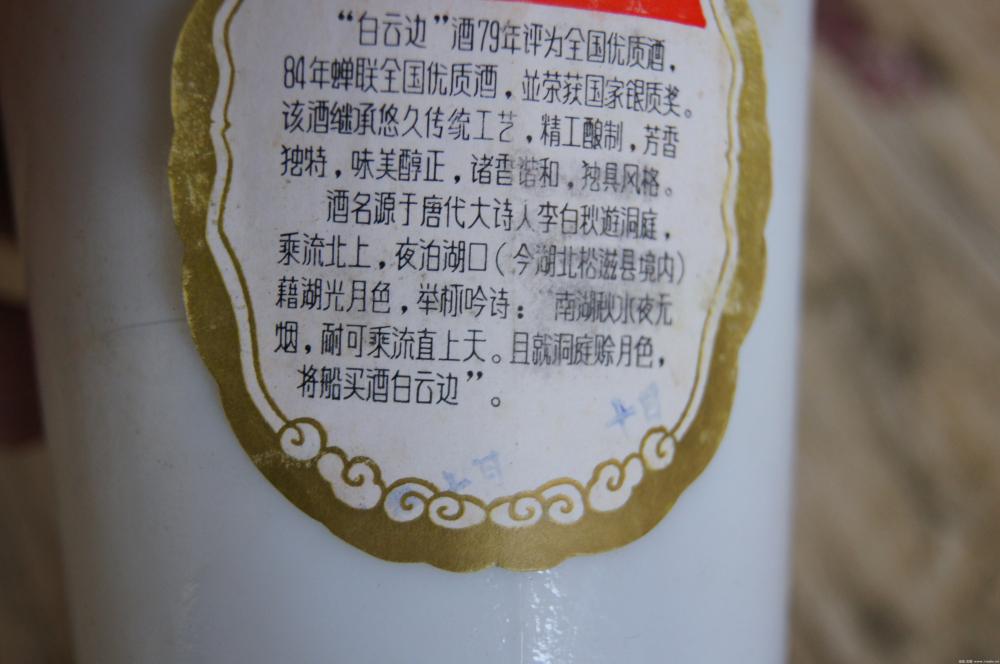 “白云边”酒79年评为全国优质酒，
84年蝉联全国优质酒，並荣获国家银质奖。
该酒继承悠久传统工艺，精工酿制，芳香
独特，味美醇正，诸香谐和，独具风格。
酒名源于唐代大诗人李白秋遊洞庭，
乘流北上，夜泊湖口（今湖北松滋县境内）
藉湖光月色，举杯吟诗：“南湖秋水夜无
烟，耐可乘流直上天。且就洞庭赊月色，
将船买酒白云边”。